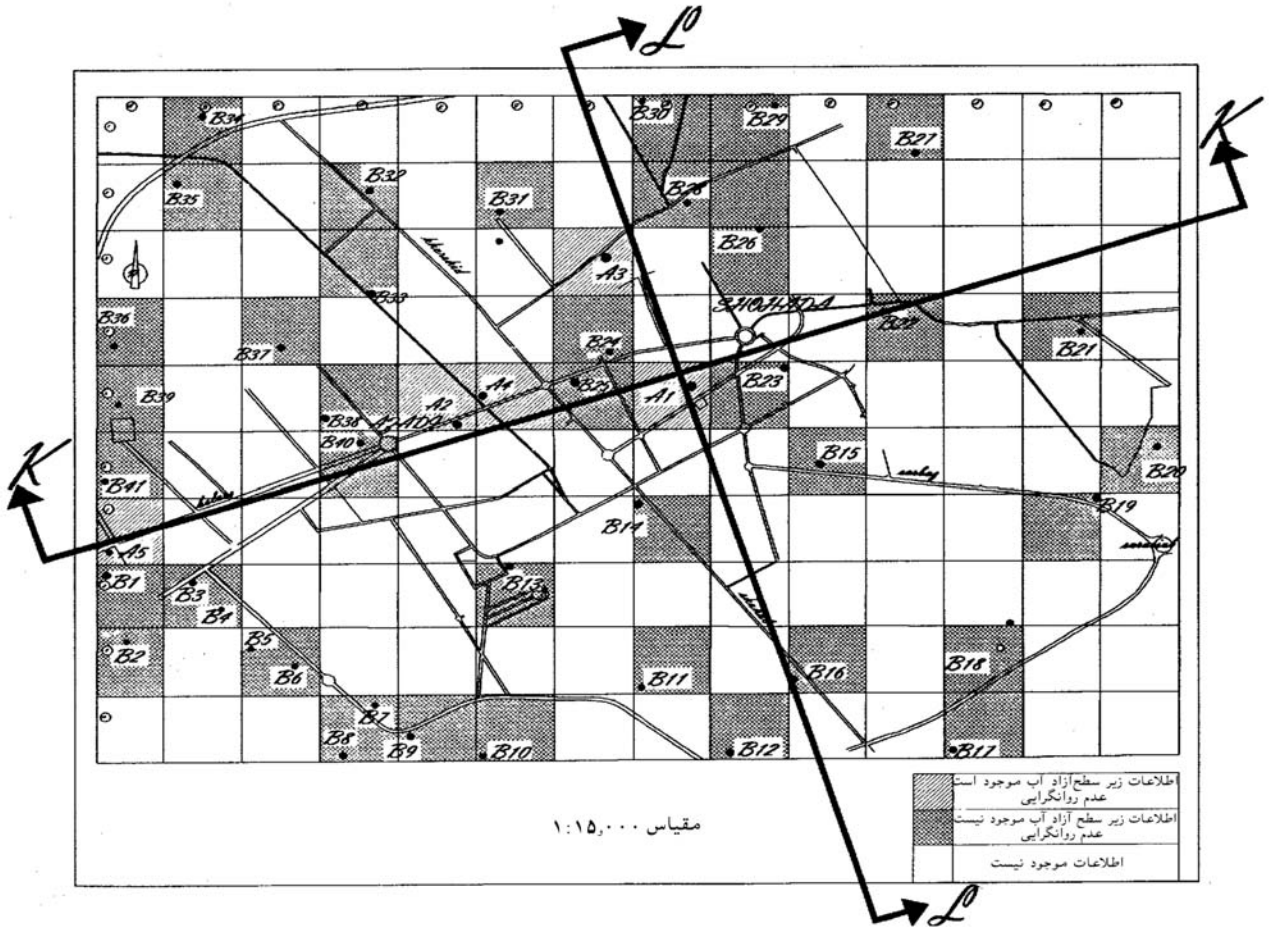 L
K
B34
B30
B29
B27
B35
B32
B31
B28
khorshid
A3
B26
B33
SHOHADA
B36
B37
B24
B22
B21
B39
A2
A4
B25
A1
B23
B38
AZADI
B40
B15
B20
K
B41
B14
B19
A5
B1
B3
B4
B13
B2
B5
B6
B11
B16
B18
B7
B8
B9
B10
B12
B17
اطلاعات زیر سطح آزاد آب موجود است
عدم روانگرایی
اطلاعات زیر سطح آزاد آب موجود نیست
عدم روانگرایی
اطلاعات موجود نیست
مقیاس ۱:۱۵,۰۰۰
L